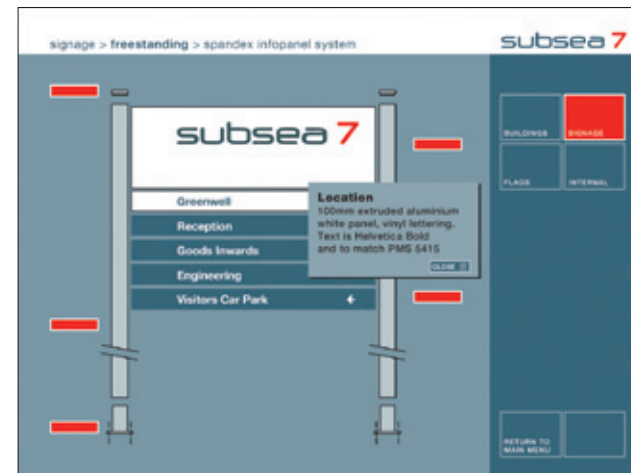 signage > freestanding > spandex infopanel system
subsea 7
subsea 7
Greenwell
Reception
Goods Inwards
Engineering
Visitors Car Park ←
Location
100mm extruded aluminium
white panel, vinyl lettering.
Text is Helvetica Bold
and to match PMS 5415
CLOSE
BUILDINGS
SIGNAGE
FLAGS
INTERNAL
RETURN TO
MAIN MENU